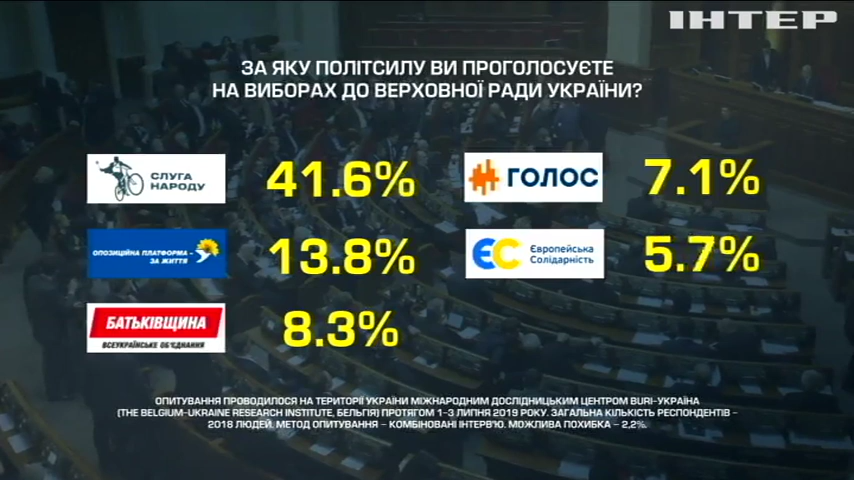 ІНТЕР
ЗА ЯКУ ПОЛІТСИЛУ ВИ ПРОГОЛОСУЄТЕ
НА ВИБОРАХ ДО ВЕРХОВНОЇ РАДИ УКРАЇНИ?
СЛУГА
НАРОДУ
41.6%
ГОЛОС
7.1%
ОПОЗИЦІЙНА ПЛАТФОРМА –
ЗА ЖИТТЯ
13.8%
ЄС
Європейська
Солідарність
5.7%
БАТЬКІВЩИНА
ВСЕУКРАЇНСЬКЕ ОБ'ЄДНАННЯ
8.3%
ОПИТУВАННЯ ПРОВОДИЛОСЯ НА ТЕРИТОРІЇ УКРАЇНИ МІЖНАРОДНИМ ДОСЛІДНИЦЬКИМ ЦЕНТРОМ BURI-УКРАЇНА
(THE BELGIUM-UKRAINE RESEARCH INSTITUTE, БЕЛЬГІЯ) ПРОТЯГОМ 1–3 ЛИПНЯ 2019 РОКУ. ЗАГАЛЬНА КІЛЬКІСТЬ РЕСПОНДЕНТІВ –
2018 ЛЮДЕЙ. МЕТОД ОПИТУВАННЯ – КОМБІНОВАНІ ІНТЕРВ'Ю. МОЖЛИВА ПОХИБКА – 2,2%.